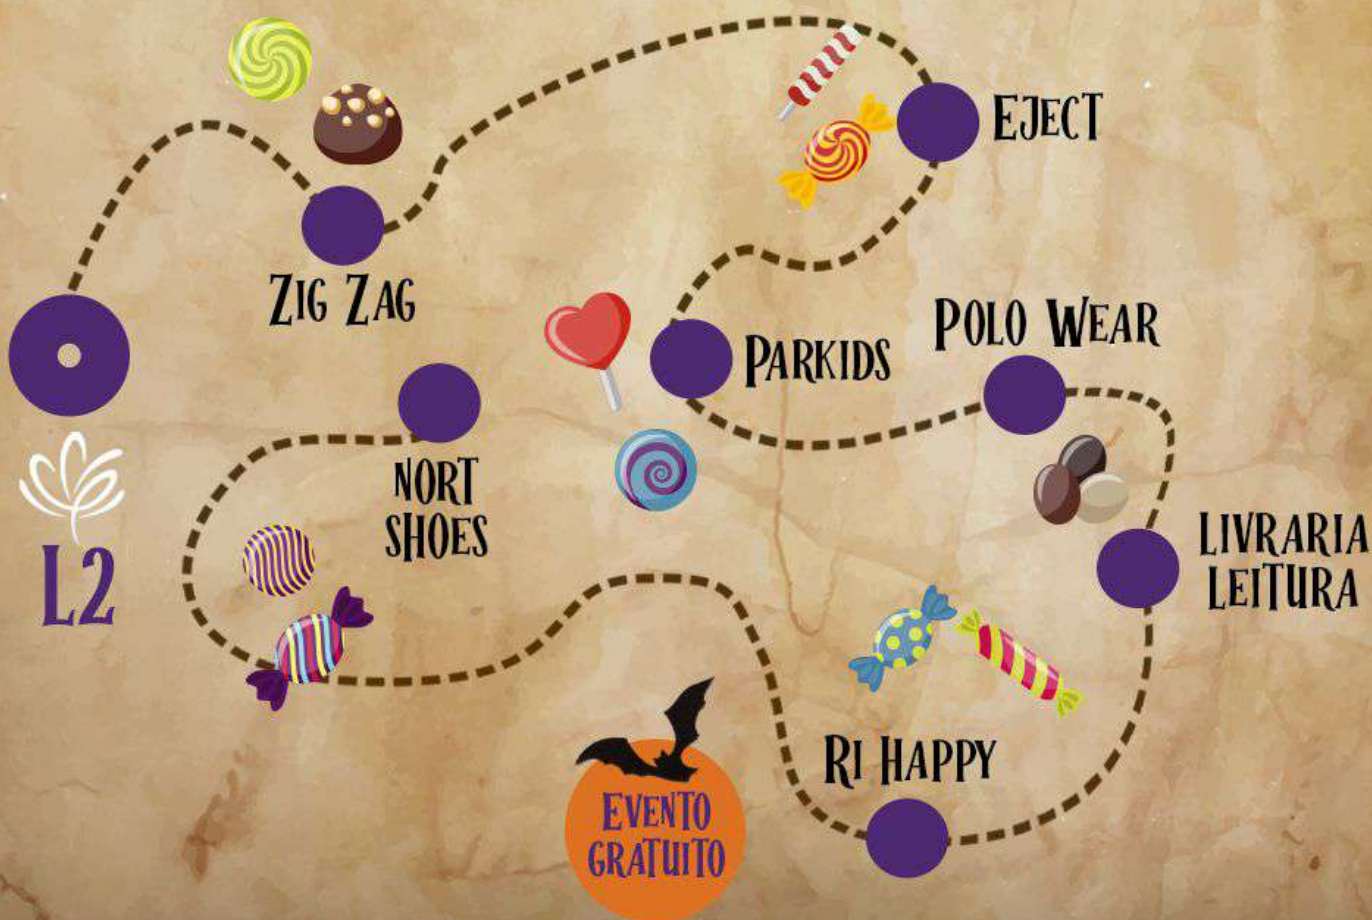 EJECT
ZIG ZAG
POLO WEAR
PARKIDS
NORT
SHOES
L2
LIVRARIA
LEITURA
RI HAPPY
EVENTO
GRATUITO